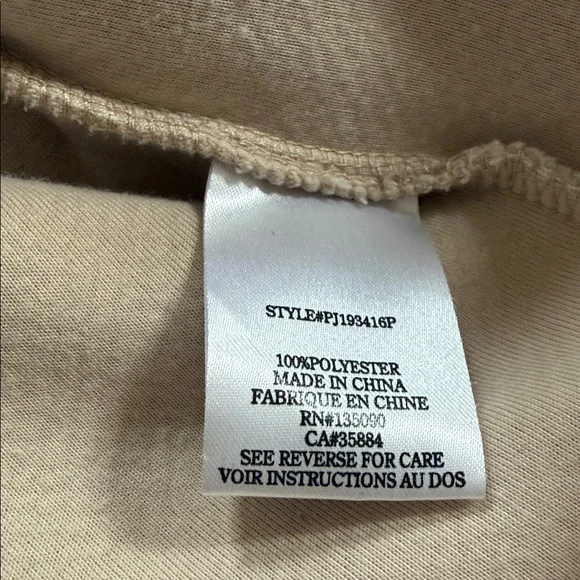 STYLE#PJ193416P
100%POLYESTER
MADE IN CHINA
FABRIQUE EN CHINE
RN#135090
CA#35884
SEE REVERSE FOR CARE
VOIR INSTRUCTIONS AU DOS